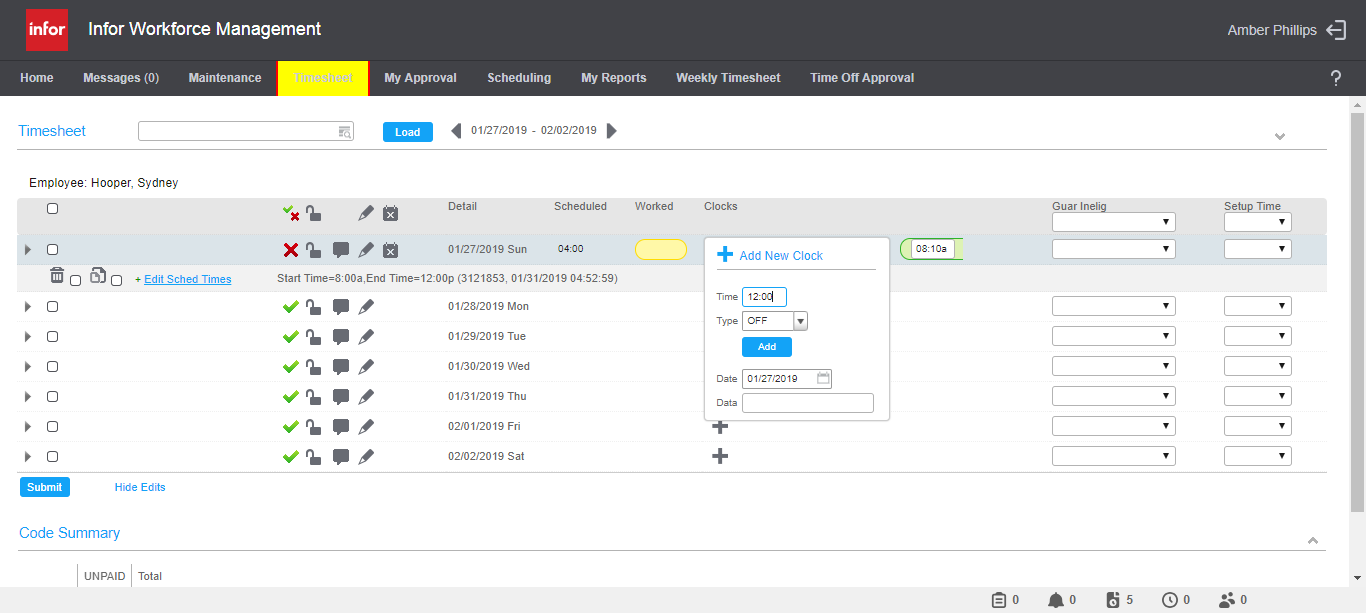 infor Infor Workforce Management Amber Phillips
Home Messages (0) Maintenance Timesheet My Approval Scheduling My Reports Weekly Timesheet Time Off Approval ?
Timesheet Load 01/27/2019 - 02/02/2019
Employee: Hooper, Sydney
Detail Scheduled Worked Clocks Guar Inelig Setup Time
01/27/2019 Sun 04:00 08:10a
Add New Clock
+ Edit Sched Times Start Time=8:00a,End Time=12:00p (3121853, 01/31/2019 04:52:59)
Time 12:00
01/28/2019 Mon
Type OFF
01/29/2019 Tue
Add
01/30/2019 Wed
Date 01/27/2019
01/31/2019 Thu
Data
02/01/2019 Fri
02/02/2019 Sat
Submit Hide Edits
Code Summary
UNPAID Total
0 0 5 0 0